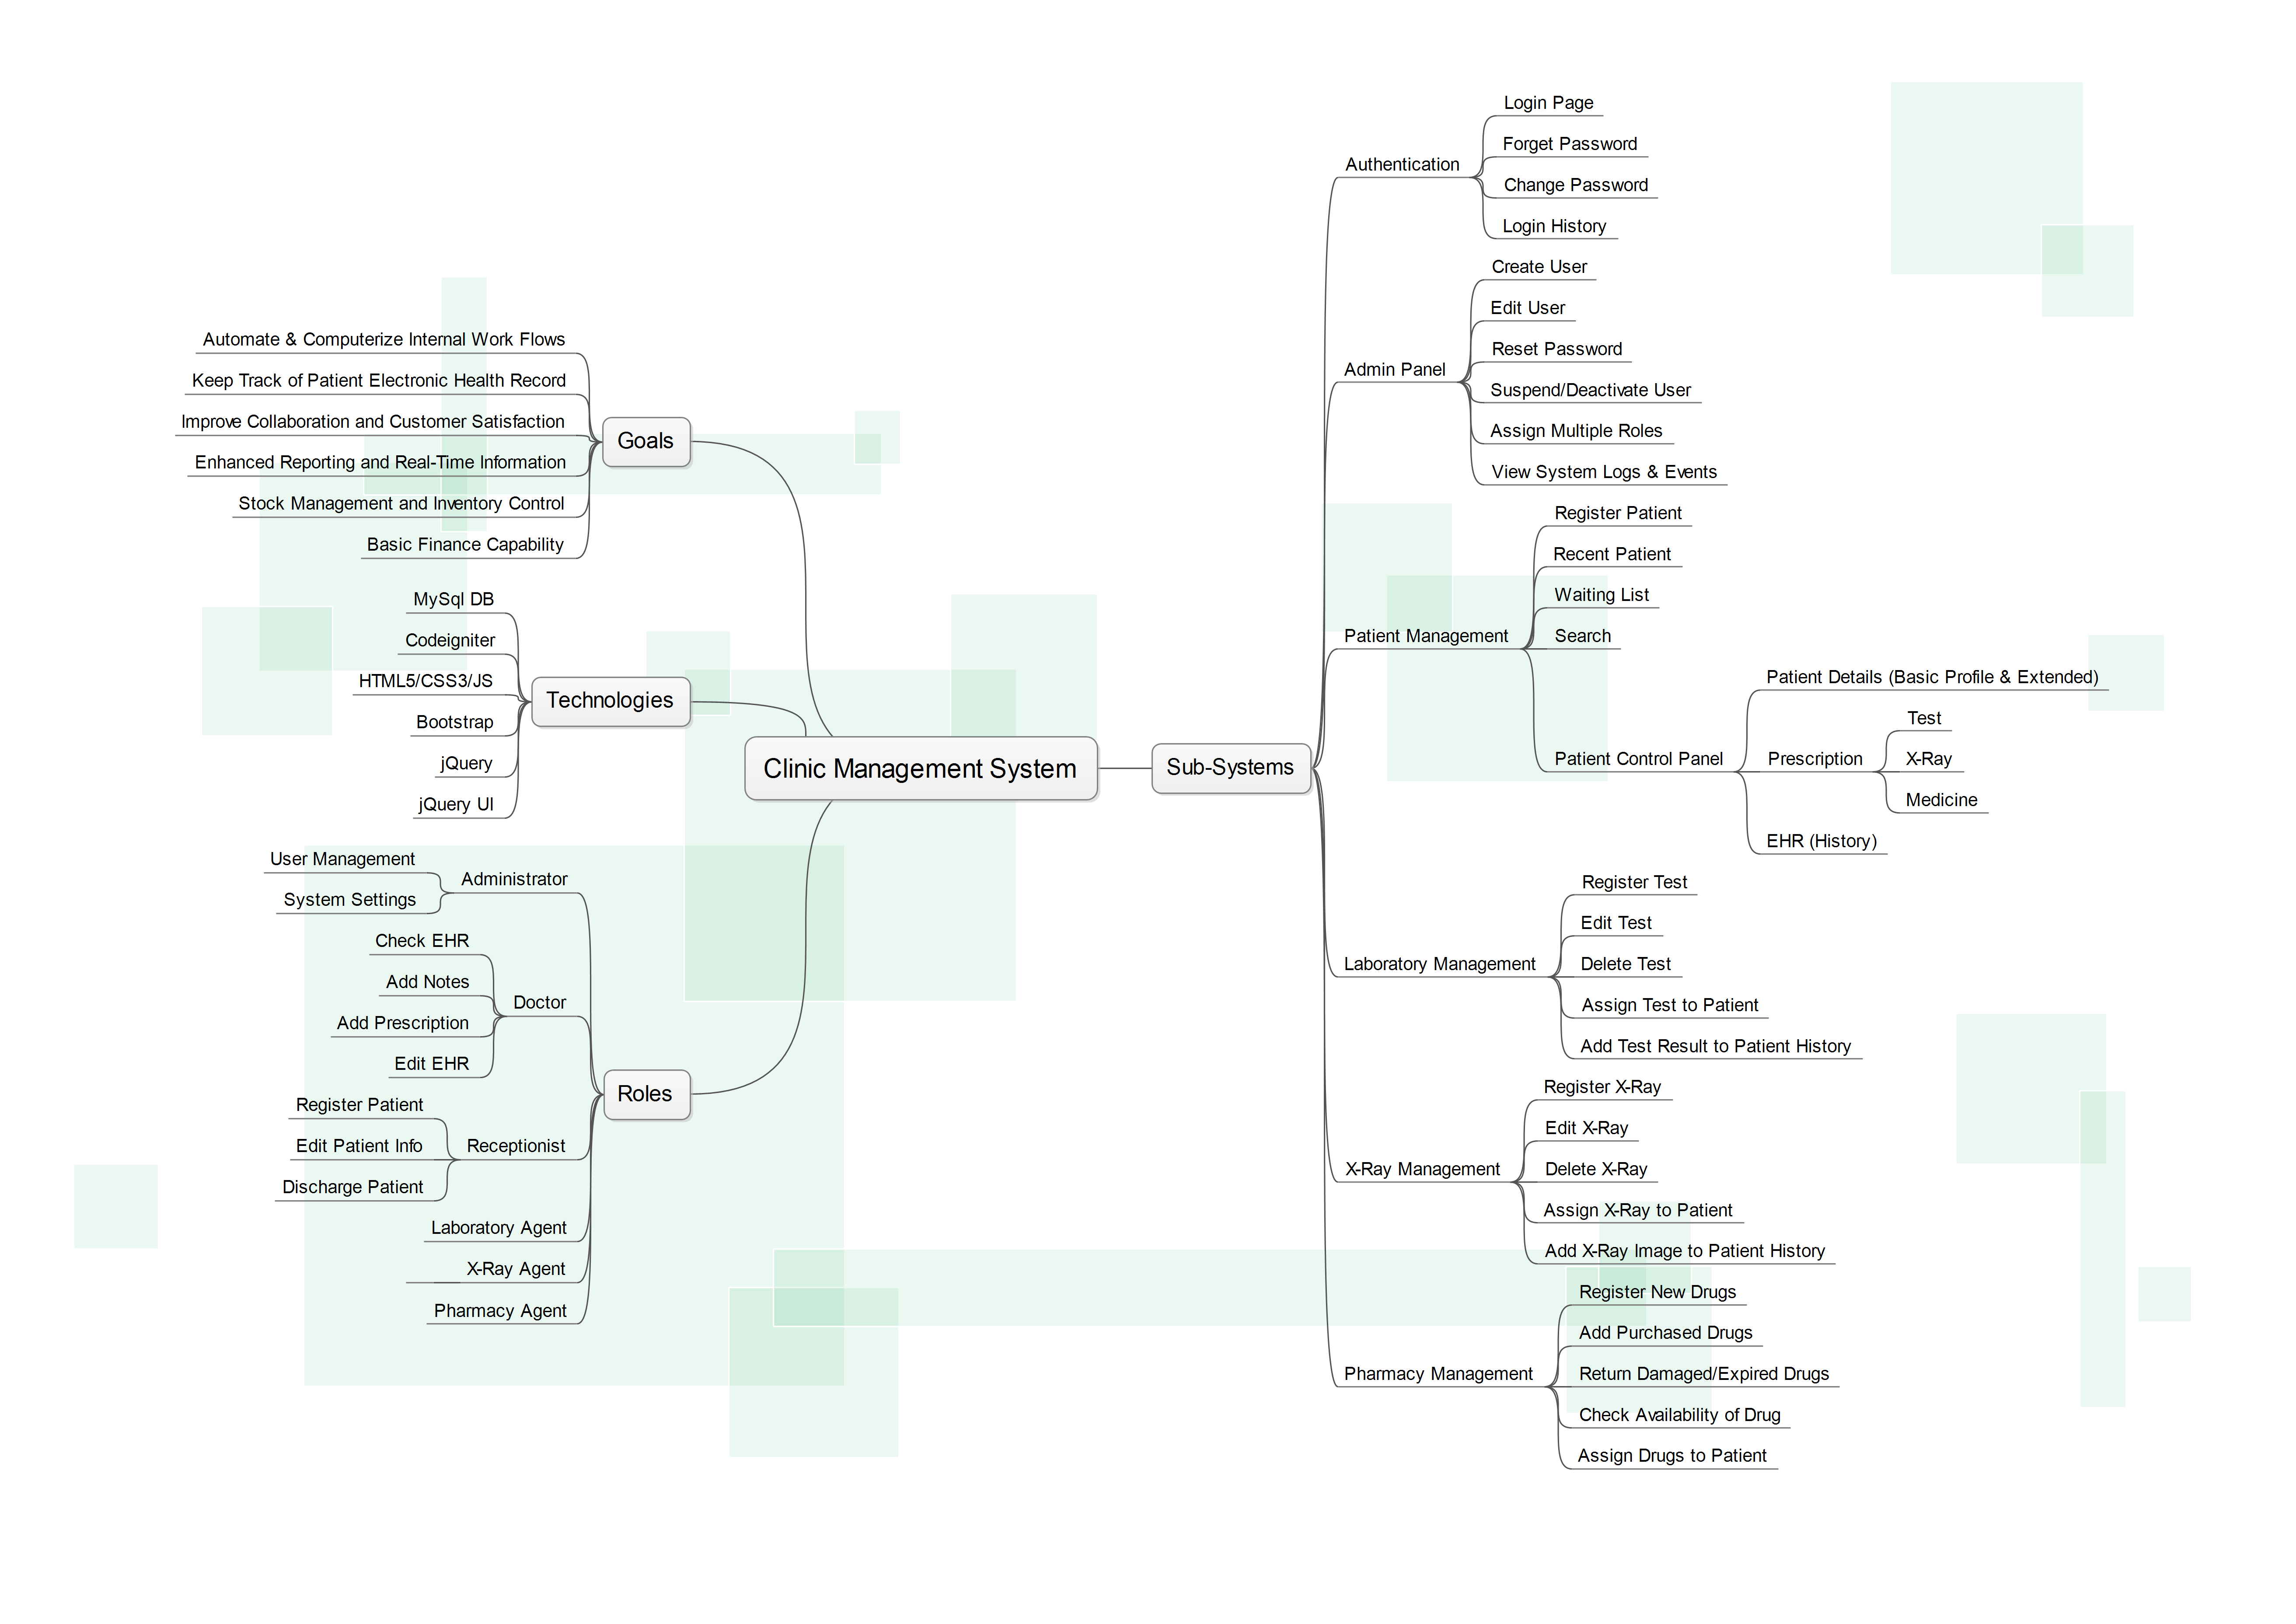 Clinic Management System
Goals
Automate & Computerize Internal Work Flows
Keep Track of Patient Electronic Health Record
Improve Collaboration and Customer Satisfaction
Enhanced Reporting and Real-Time Information
Stock Management and Inventory Control
Basic Finance Capability
Technologies
MySql DB
Codeigniter
HTML5/CSS3/JS
Bootstrap
jQuery
jQuery UI
Roles
Administrator
User Management
System Settings
Doctor
Check EHR
Add Notes
Add Prescription
Edit EHR
Receptionist
Register Patient
Edit Patient Info
Discharge Patient
Laboratory Agent
X-Ray Agent
Pharmacy Agent
Sub-Systems
Authentication
Login Page
Forget Password
Change Password
Login History
Admin Panel
Create User
Edit User
Reset Password
Suspend/Deactivate User
Assign Multiple Roles
View System Logs & Events
Patient Management
Register Patient
Recent Patient
Waiting List
Search
Patient Control Panel
Patient Details (Basic Profile & Extended)
Prescription
Test
X-Ray
Medicine
EHR (History)
Laboratory Management
Register Test
Edit Test
Delete Test
Assign Test to Patient
Add Test Result to Patient History
X-Ray Management
Register X-Ray
Edit X-Ray
Delete X-Ray
Assign X-Ray to Patient
Add X-Ray Image to Patient History
Pharmacy Management
Register New Drugs
Add Purchased Drugs
Return Damaged/Expired Drugs
Check Availability of Drug
Assign Drugs to Patient